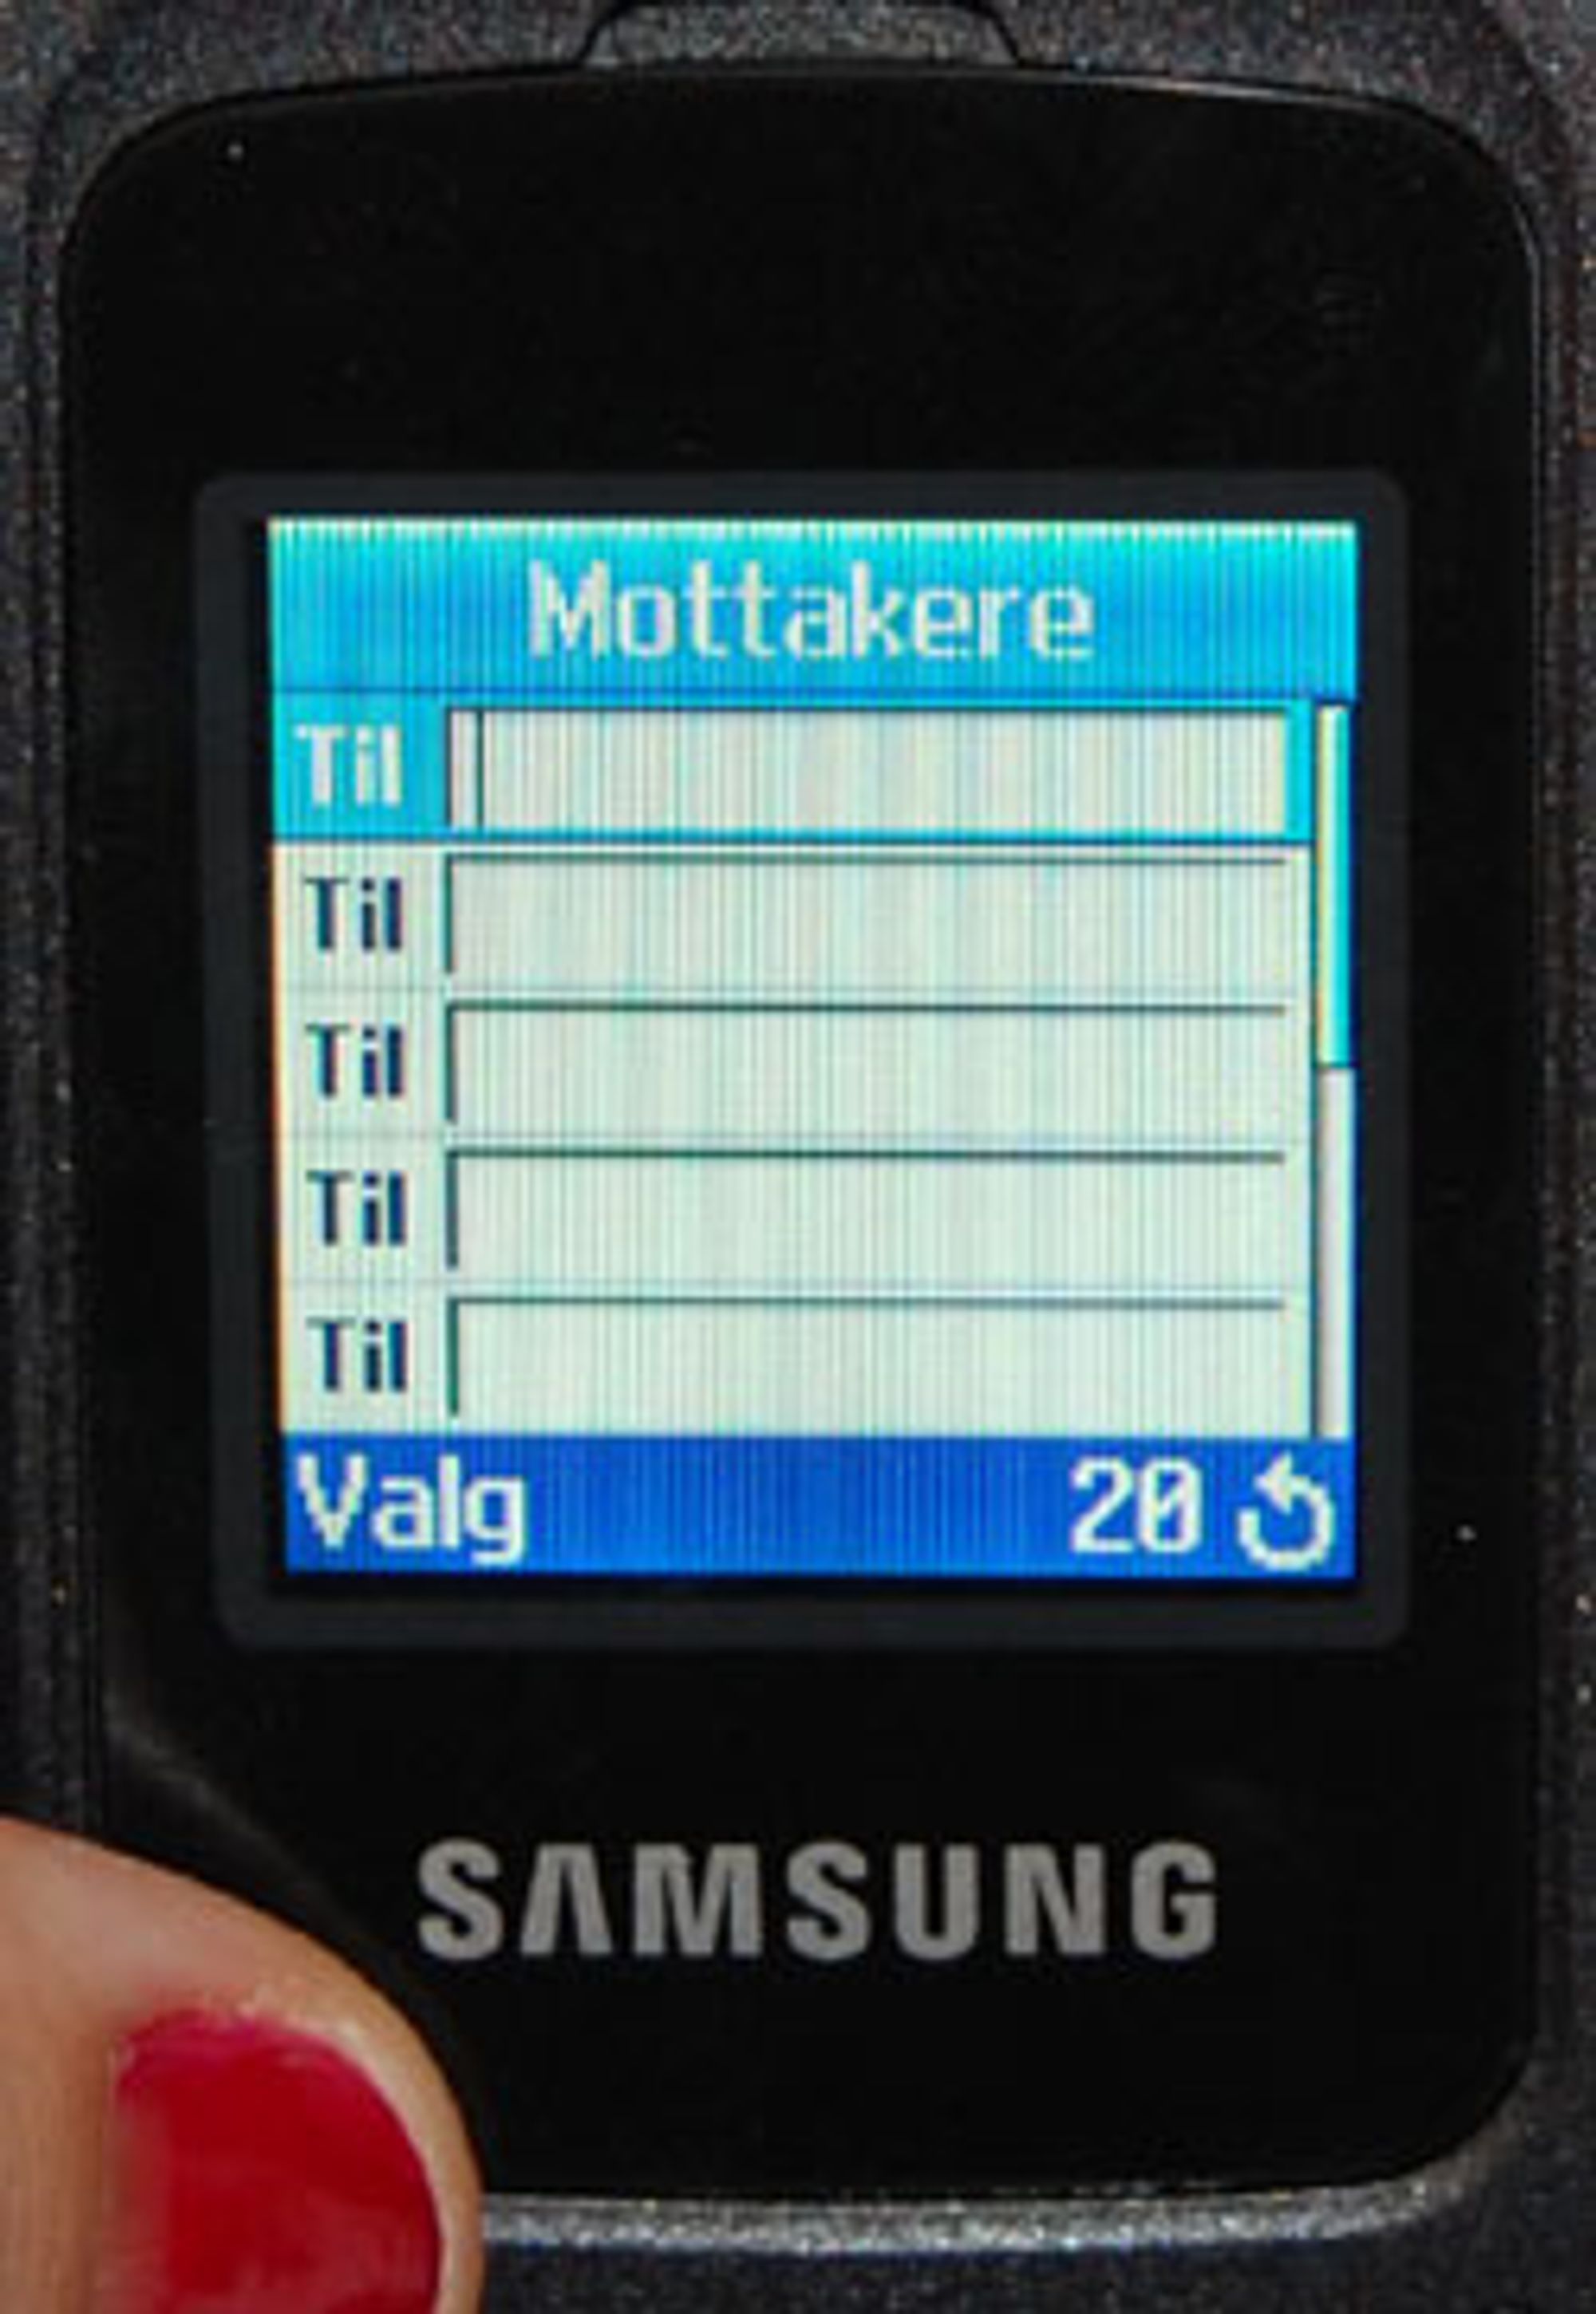 Mottakere
Til
Til
Til
Til
Til
Valg 20
SAMSUNG